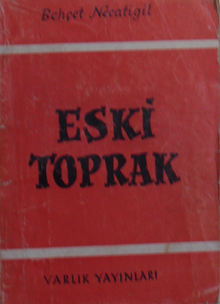 Behçet Necatigil
ESKİ
TOPRAK
VARLIK YAYINLARI